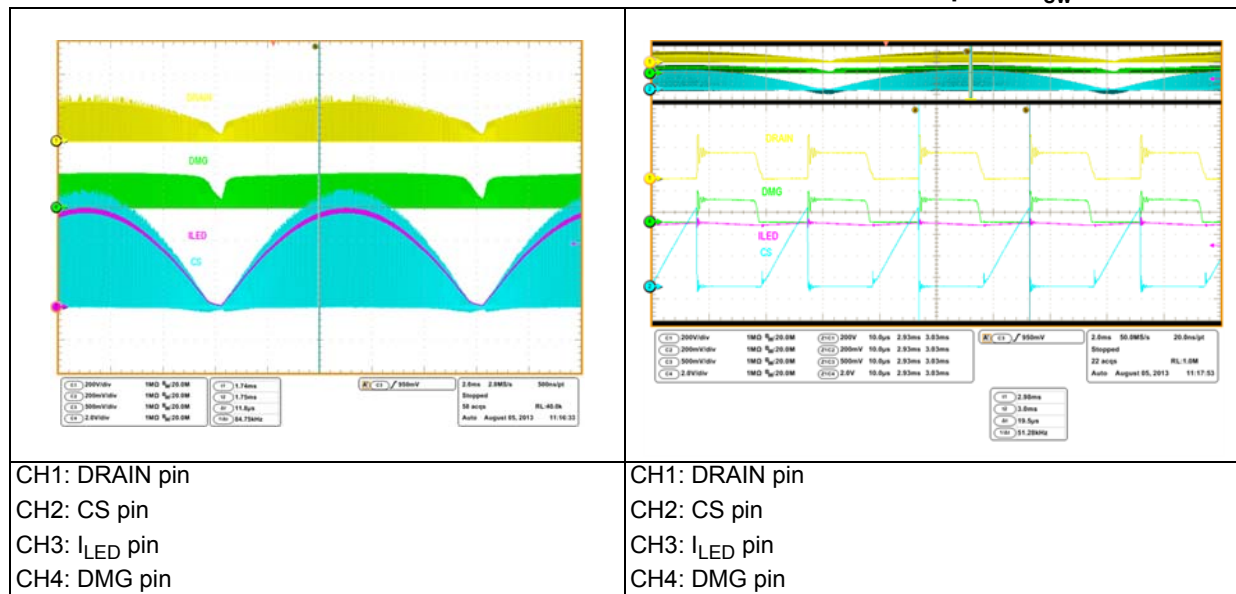 sw
DRAIN
DMG
ILED
CS
C1 200V/div 1MΩ BW:20.0M
C2 200mV/div 1MΩ BW:20.0M
C3 500mV/div 1MΩ BW:20.0M
C4 2.0V/div 1MΩ BW:20.0M
t1 1.74ms
t2 1.75ms
Δt 11.8µs
1/Δt 84.75kHz
A' C3 950mV
2.0ms 2.0MS/s 500ns/pt
Stopped
58 acqs RL:40.0k
Auto August 05, 2013 11:16:33
DRAIN
DMG
ILED
CS
C1 200V/div 1MΩ BW:20.0M
C2 200mV/div 1MΩ BW:20.0M
C3 500mV/div 1MΩ BW:20.0M
C4 2.0V/div 1MΩ BW:20.0M
Z1C1 200V 10.0µs 2.93ms 3.03ms
Z1C2 200mV 10.0µs 2.93ms 3.03ms
Z1C3 500mV 10.0µs 2.93ms 3.03ms
Z1C4 2.0V 10.0µs 2.93ms 3.03ms
A' C3 950mV
2.0ms 50.0MS/s 20.0ns/pt
Stopped
22 acqs RL:1.0M
Auto August 05, 2013 11:17:53
t1 2.98ms
t2 3.0ms
Δt 19.5µs
1/Δt 51.28kHz
CH1: DRAIN pin
CH2: CS pin
CH3: ILED pin
CH4: DMG pin
CH1: DRAIN pin
CH2: CS pin
CH3: ILED pin
CH4: DMG pin